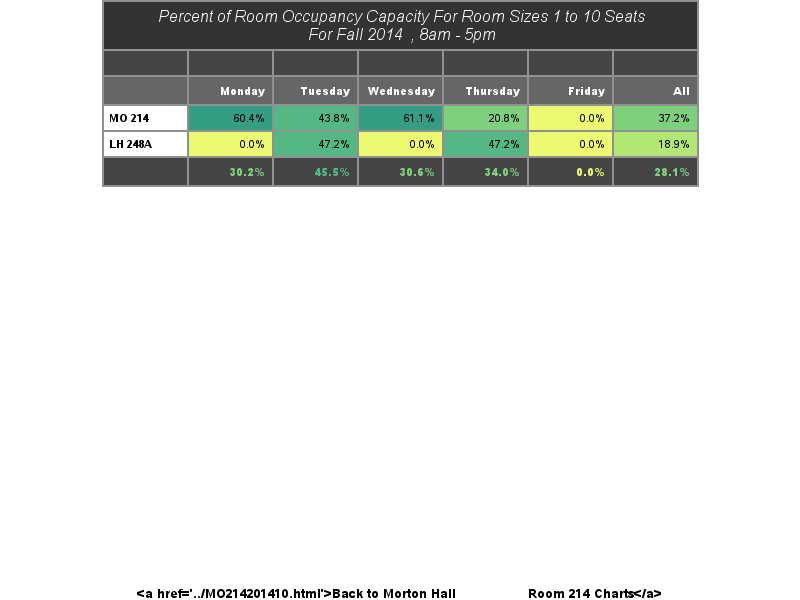 Percent of Room Occupancy Capacity For Room Sizes 1 to 10 Seats
For Fall 2014 , 8am - 5pm
Monday Tuesday Wednesday Thursday Friday All
MO 214 60.4% 43.8% 61.1% 20.8% 0.0% 37.2%
LH 248A 0.0% 47.2% 0.0% 47.2% 0.0% 18.9%
30.2% 45.5% 30.6% 34.0% 0.0% 28.1%
<a href='../MO214201410.html'>Back to Morton Hall Room 214 Charts</a>